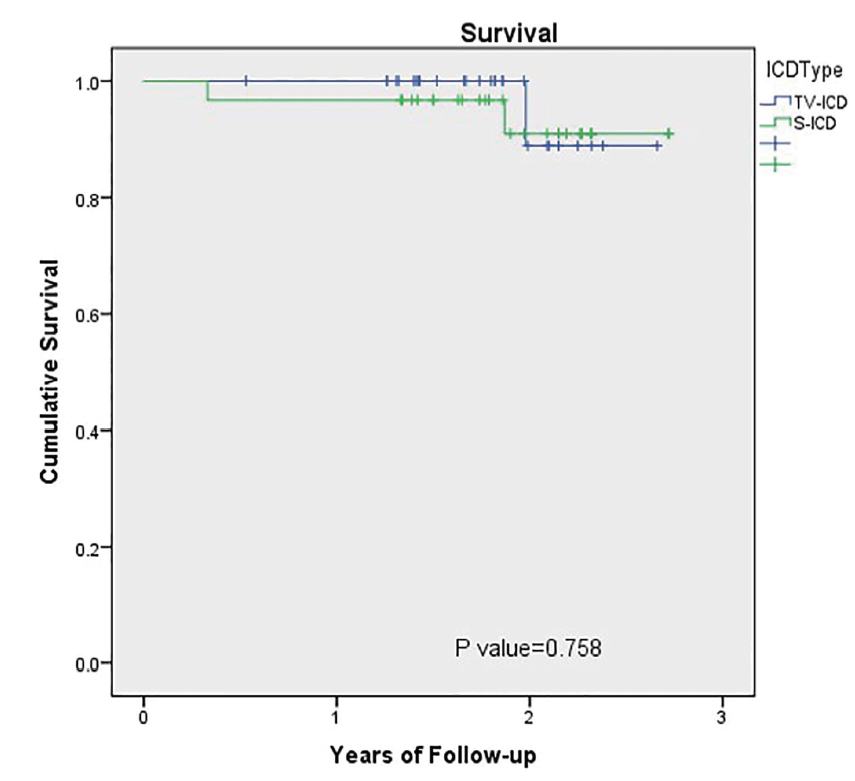 Survival
ICDType
TV-ICD
S-ICD
1.0
0.8
0.6
0.4
0.2
0.0
Cumulative Survival
P value=0.758
0 1 2 3
Years of Follow-up